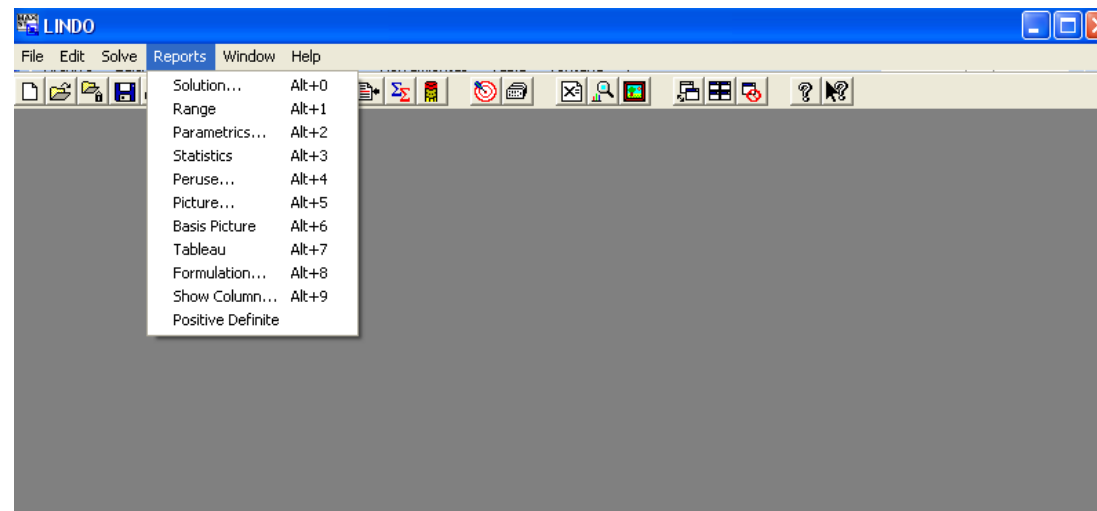 LINDO
File Edit Solve Reports Window Help
Solution... Alt+0
Range Alt+1
Parametrics... Alt+2
Statistics Alt+3
Peruse... Alt+4
Picture... Alt+5
Basis Picture Alt+6
Tableau Alt+7
Formulation... Alt+8
Show Column... Alt+9
Positive Definite